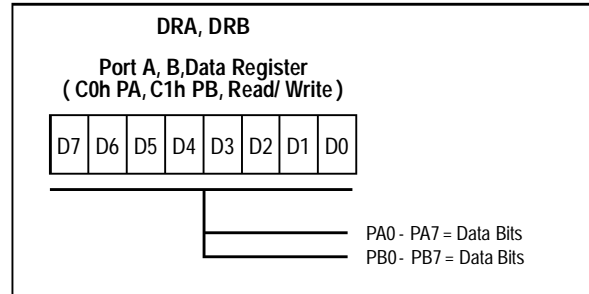 DRA, DRB
Port A, B,Data Register
( C0h PA, C1h PB, Read/ Write )
D7 D6 D5 D4 D3 D2 D1 D0
PA0 - PA7 = Data Bits
PB0 - PB7 = Data Bits